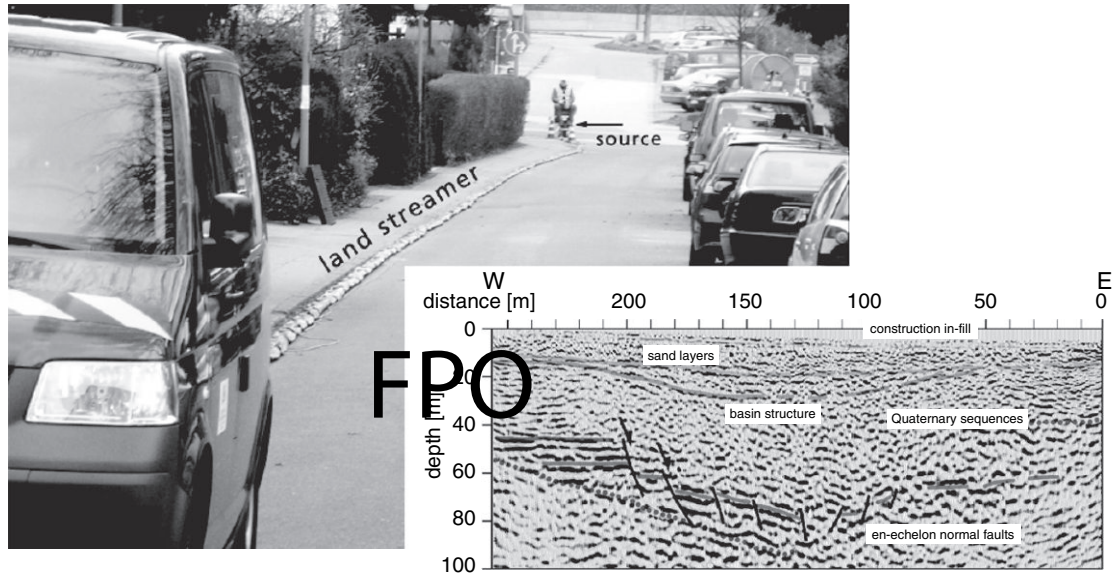 source
land streamer
W E
distance [m] 200 150 100 50 0
0
construction in-fill
sand layers
20
FPO
basin structure
Quaternary sequences
40
depth [m]
60
80
en-echelon normal faults
100